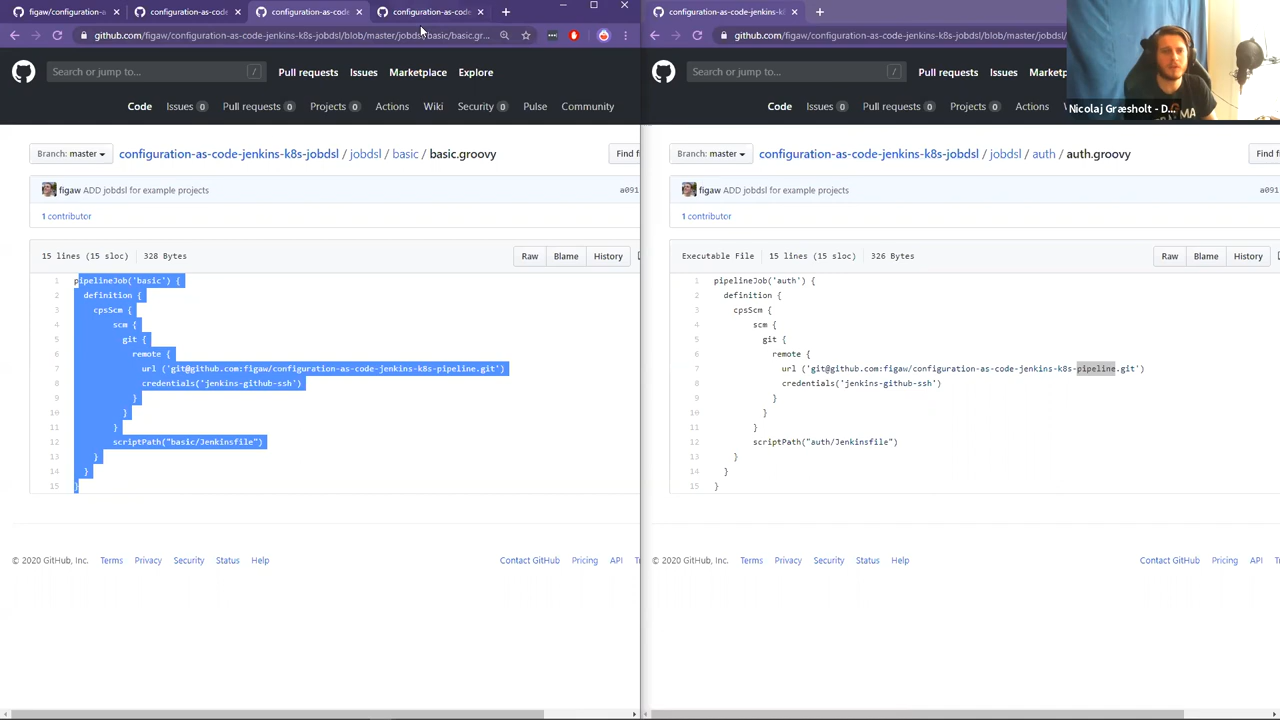 figaw/configuration-as-c
configuration-as-code
configuration-as-code
configuration-as-code
github.com/figaw/configuration-as-code-jenkins-k8s-jobdsl/blob/master/jobdsl/basic/basic.gr...
Search or jump to... /
Pull requests Issues Marketplace Explore
Code Issues 0 Pull requests 0 Projects 0 Actions Wiki Security 0 Pulse Community
Branch: master configuration-as-code-jenkins-k8s-jobdsl / jobdsl / basic / basic.groovy Find fi
figaw ADD jobdsl for example projects a091
1 contributor
15 lines (15 sloc) 328 Bytes Raw Blame History
1 pipelineJob('basic') {
2 definition {
3 cpsScm {
4 scm {
5 git {
6 remote {
7 url ('git@github.com:figaw/configuration-as-code-jenkins-k8s-pipeline.git')
8 credentials('jenkins-github-ssh')
9 }
10 }
11 }
12 scriptPath("basic/Jenkinsfile")
13 }
14 }
15 }
© 2020 GitHub, Inc. Terms Privacy Security Status Help Contact GitHub Pricing API T
configuration-as-code-jenkins-k8
github.com/figaw/configuration-as-code-jenkins-k8s-jobdsl/blob/master/jobd
Search or jump to... /
Pull requests Issues Marketp
Nicolaj Græsholt - D...
Code Issues 0 Pull requests 0 Projects 0 Actions
Branch: master configuration-as-code-jenkins-k8s-jobdsl / jobdsl / auth / auth.groovy Find f
figaw ADD jobdsl for example projects a091
1 contributor
Executable File 15 lines (15 sloc) 326 Bytes Raw Blame History
1 pipelineJob('auth') {
2 definition {
3 cpsScm {
4 scm {
5 git {
6 remote {
7 url ('git@github.com:figaw/configuration-as-code-jenkins-k8s-pipeline.git')
8 credentials('jenkins-github-ssh')
9 }
10 }
11 }
12 scriptPath("auth/Jenkinsfile")
13 }
14 }
15 }
© 2020 GitHub, Inc. Terms Privacy Security Status Help Contact GitHub Pricing API T